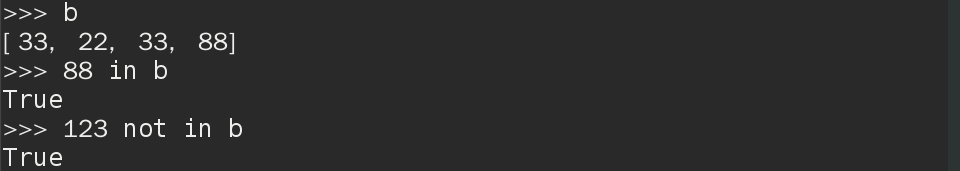 >>> b
[33, 22, 33, 88]
>>> 88 in b
True
>>> 123 not in b
True